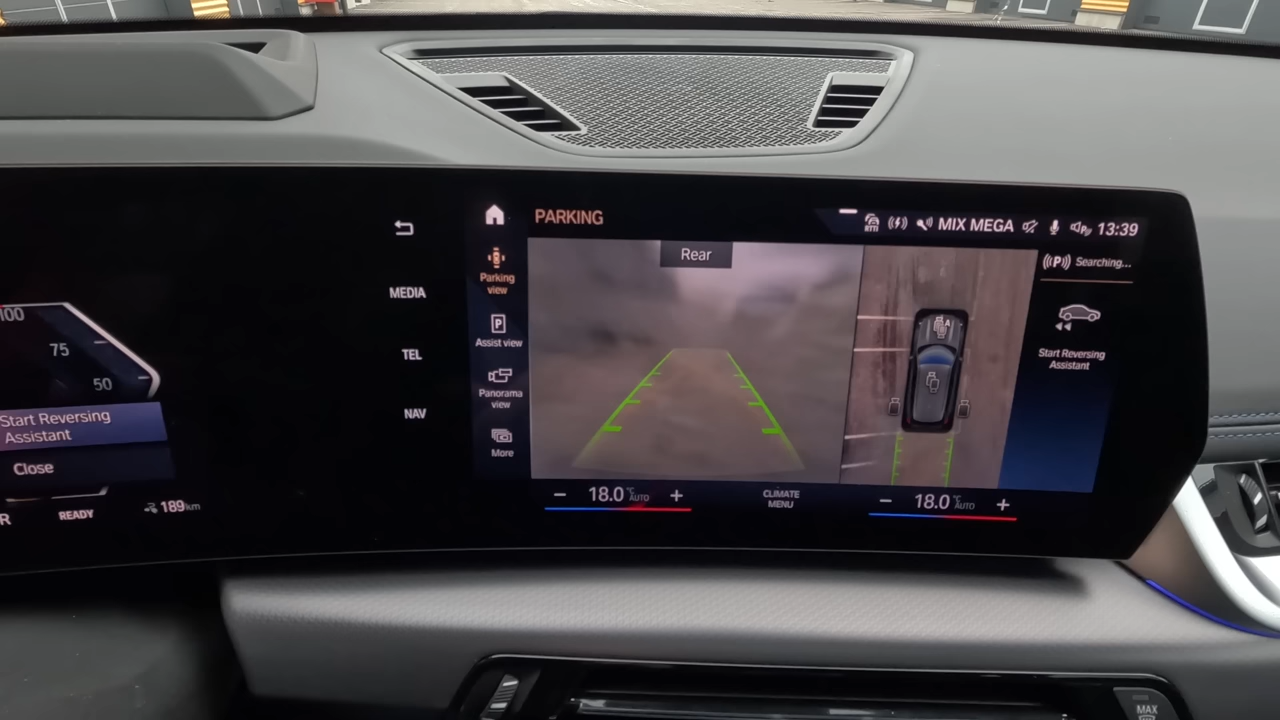 PARKING
MIX MEGA
13:39
MEDIA
TEL
NAV
Parking
view
P
Assist view
Panorama
view
More
Rear
A
((P)) Searching...
Start Reversing
Assistant
100
75
50
Start Reversing
Assistant
Close
R
READY
189km
− 18.0 °C AUTO +
CLIMATE
MENU
− 18.0 °C AUTO +
MAX